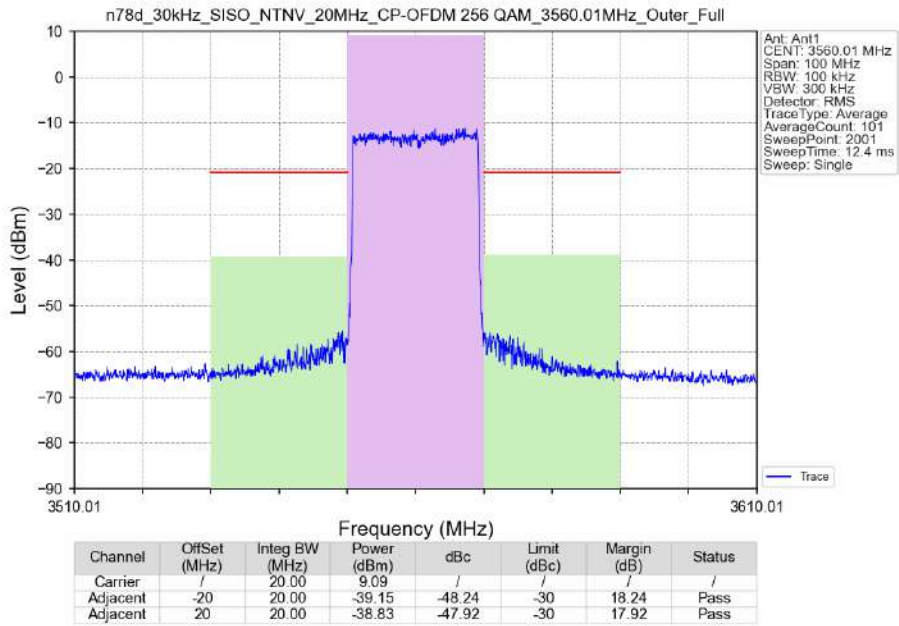 n78d_30kHz_SISO_NTNV_20MHz_CP-OFDM 256 QAM_3560.01MHz_Outer_Full
Ant: Ant1
CENT: 3560.01 MHz
Span: 100 MHz
RBW: 100 kHz
VBW: 300 kHz
Detector: RMS
TraceType: Average
AverageCount: 101
SweepPoint: 2001
SweepTime: 12.4 ms
Sweep: Single
Level (dBm)
10
0
−10
−20
−30
−40
−50
−60
−70
−80
−90
3510.01 3610.01
Frequency (MHz)
Trace
Channel OffSet (MHz) Integ BW (MHz) Power (dBm) dBc Limit (dBc) Margin (dB) Status
Carrier / 20.00 9.09 / / / /
Adjacent -20 20.00 -39.15 -48.24 -30 18.24 Pass
Adjacent 20 20.00 -38.83 -47.92 -30 17.92 Pass